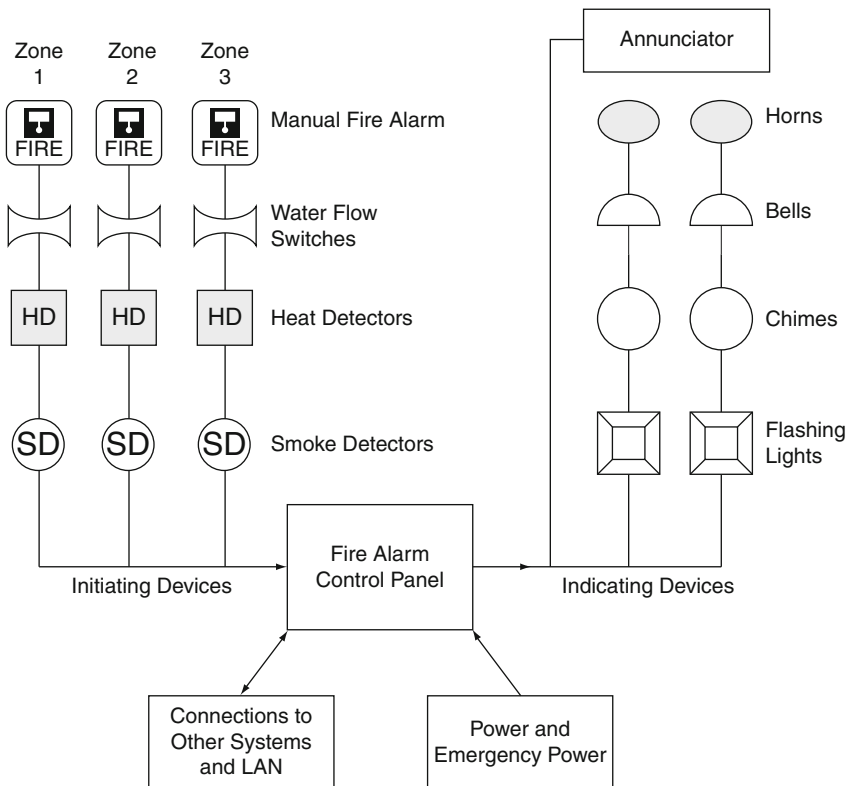 Zone
1
Zone
2
Zone
3
Annunciator
FIRE
FIRE
FIRE
Manual Fire Alarm
Horns
Water Flow
Switches
Bells
HD
HD
HD
Heat Detectors
Chimes
SD
SD
SD
Smoke Detectors
Flashing
Lights
Fire Alarm
Control Panel
Initiating Devices
Indicating Devices
Connections to
Other Systems
and LAN
Power and
Emergency Power